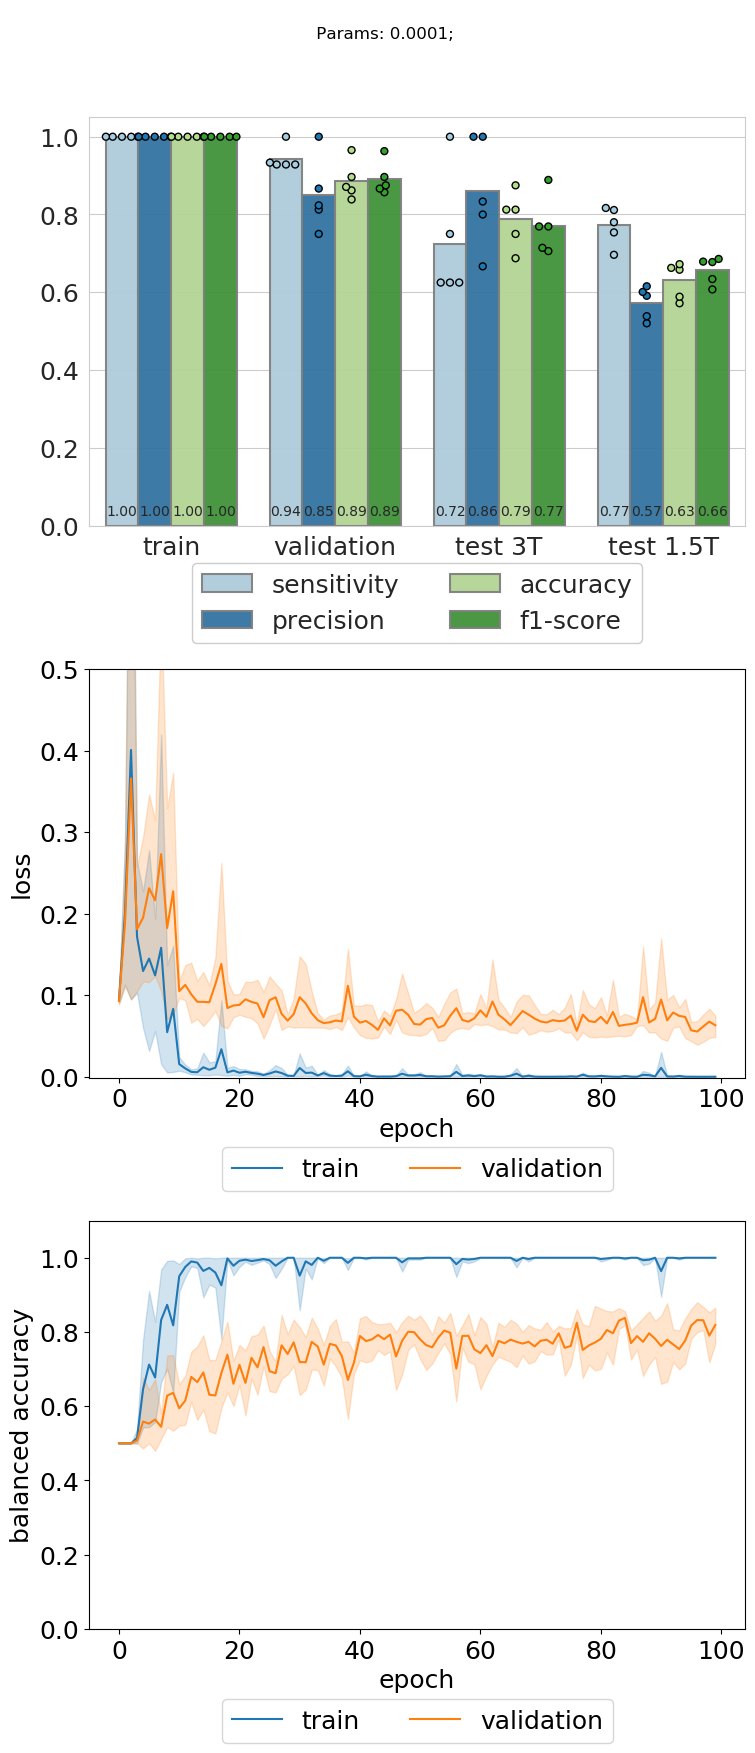 Params: 0.0001;
1.0
0.8
0.6
0.4
0.2
0.0
1.00 1.00 1.00 1.00 0.94 0.85 0.89 0.89 0.72 0.86 0.79 0.77 0.77 0.57 0.63 0.66
train validation test 3T test 1.5T
sensitivity accuracy
precision f1-score
0.5
0.4
0.3
0.2
0.1
0.0
loss
0 20 40 60 80 100
epoch
train validation
1.0
0.8
0.6
0.4
0.2
0.0
balanced accuracy
0 20 40 60 80 100
epoch
train validation